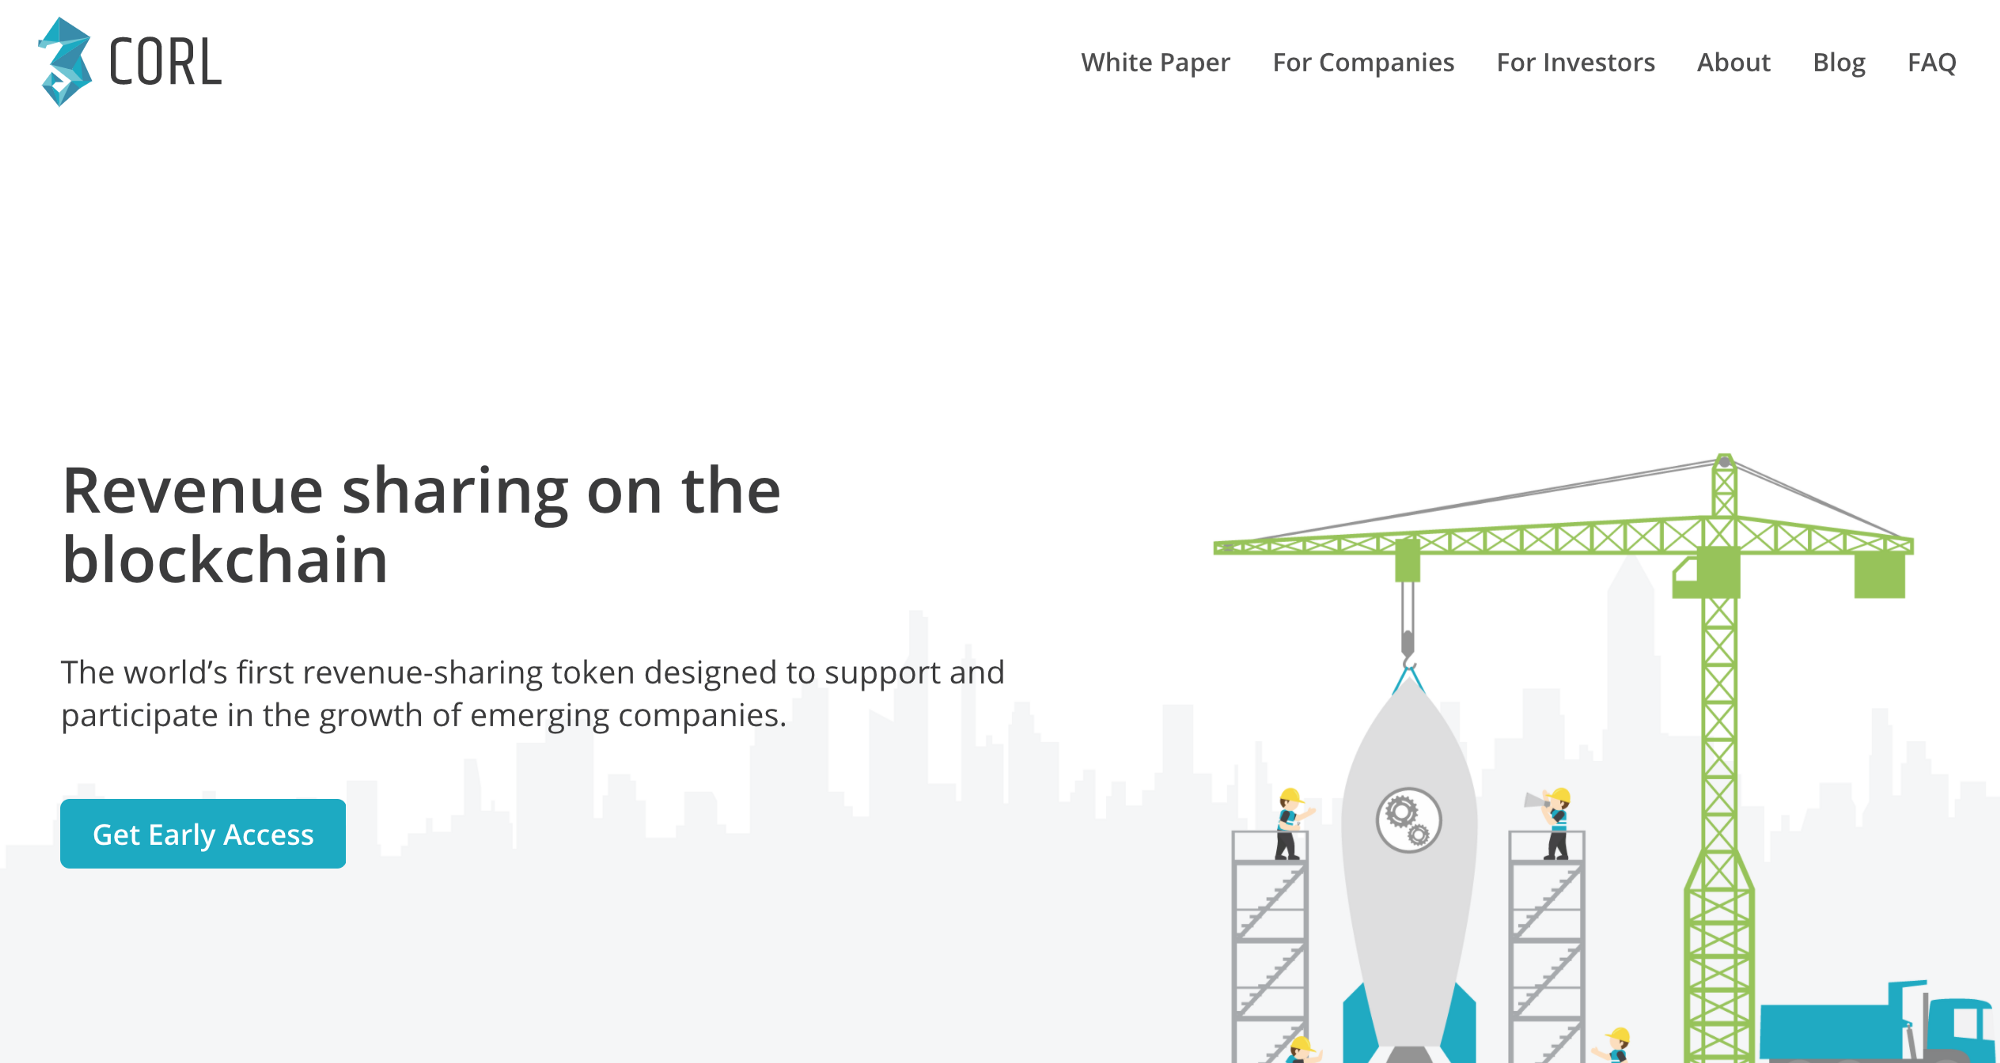 CORL
White Paper For Companies For Investors About Blog FAQ
Revenue sharing on the
blockchain
The world’s first revenue-sharing token designed to support and
participate in the growth of emerging companies.
Get Early Access